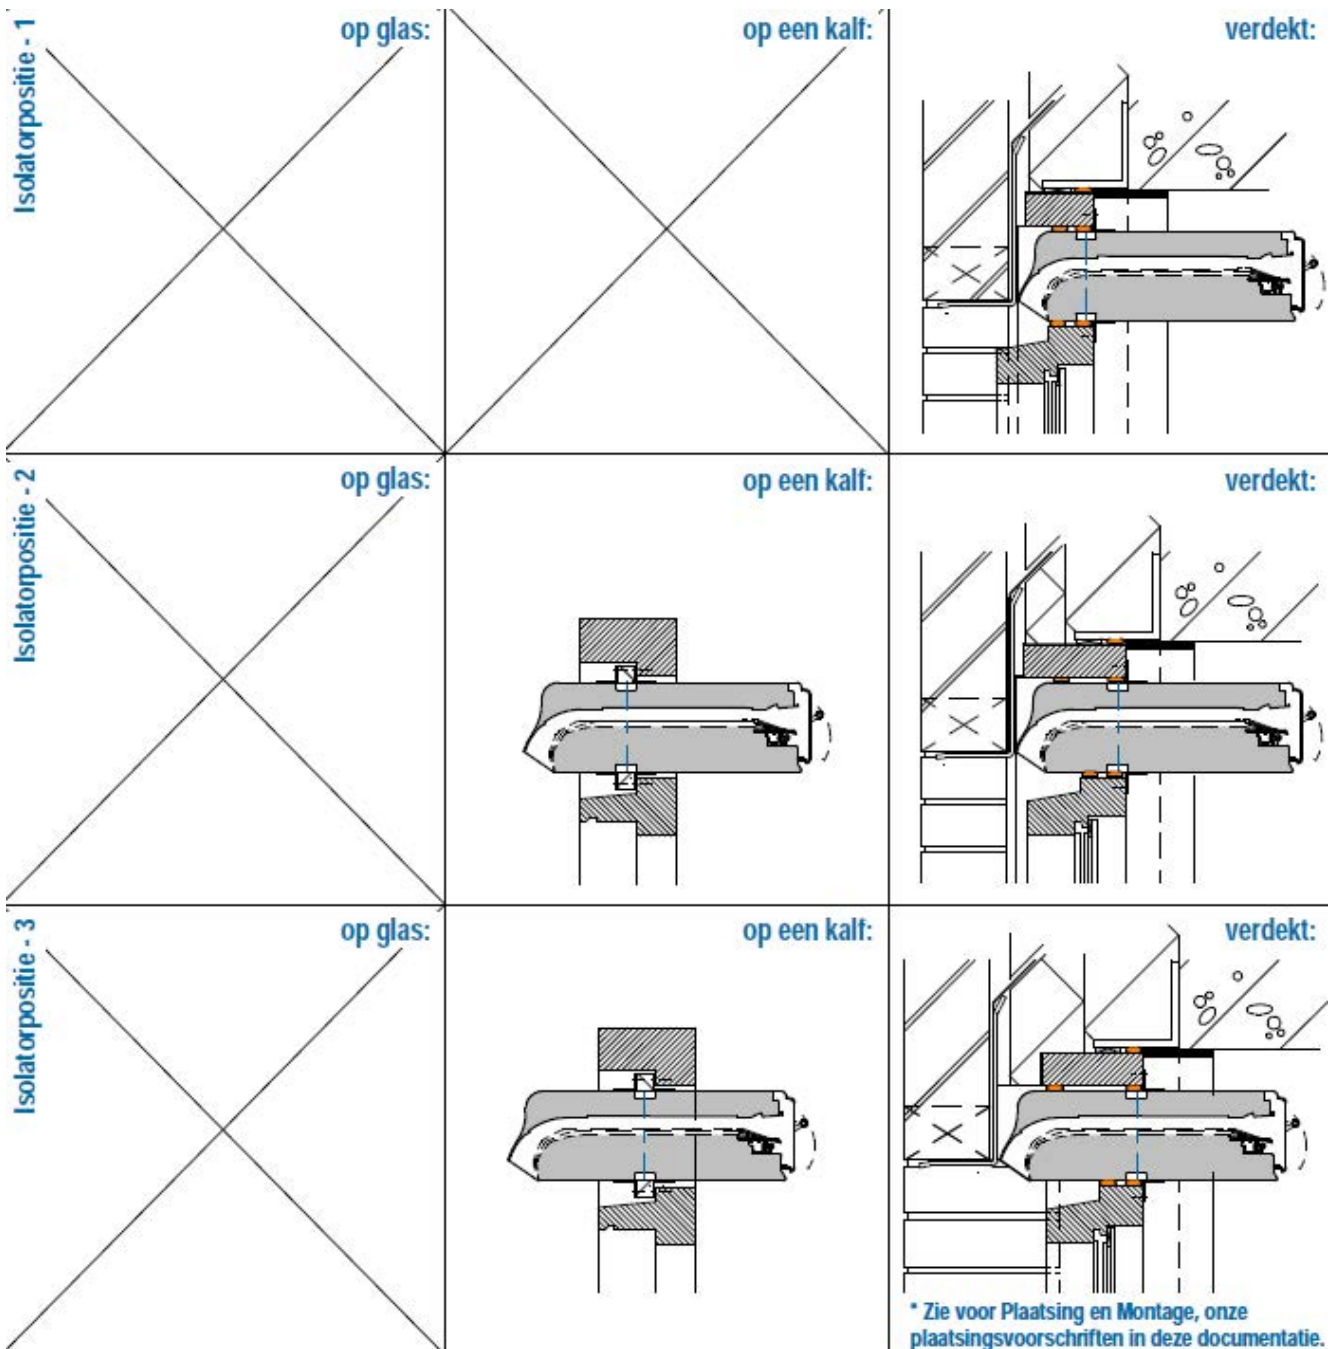 Isolatorpositie - 1
op glas:
op een kalf:
verdekt:
Isolatorpositie - 2
op glas:
op een kalf:
verdekt:
Isolatorpositie - 3
op glas:
op een kalf:
verdekt:
* Zie voor Plaatsing en Montage, onze
plaatsingsvoorschriften in deze documentatie.